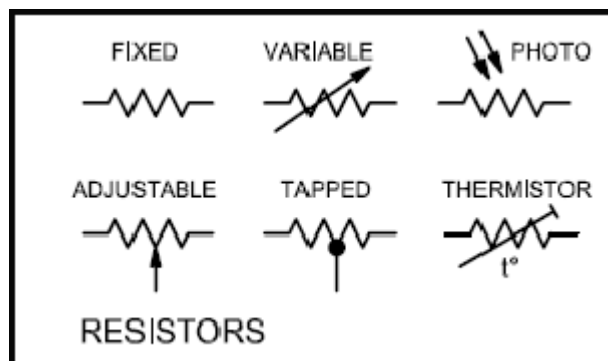 FIXED VARIABLE PHOTO
ADJUSTABLE TAPPED THERMISTOR
t°
RESISTORS